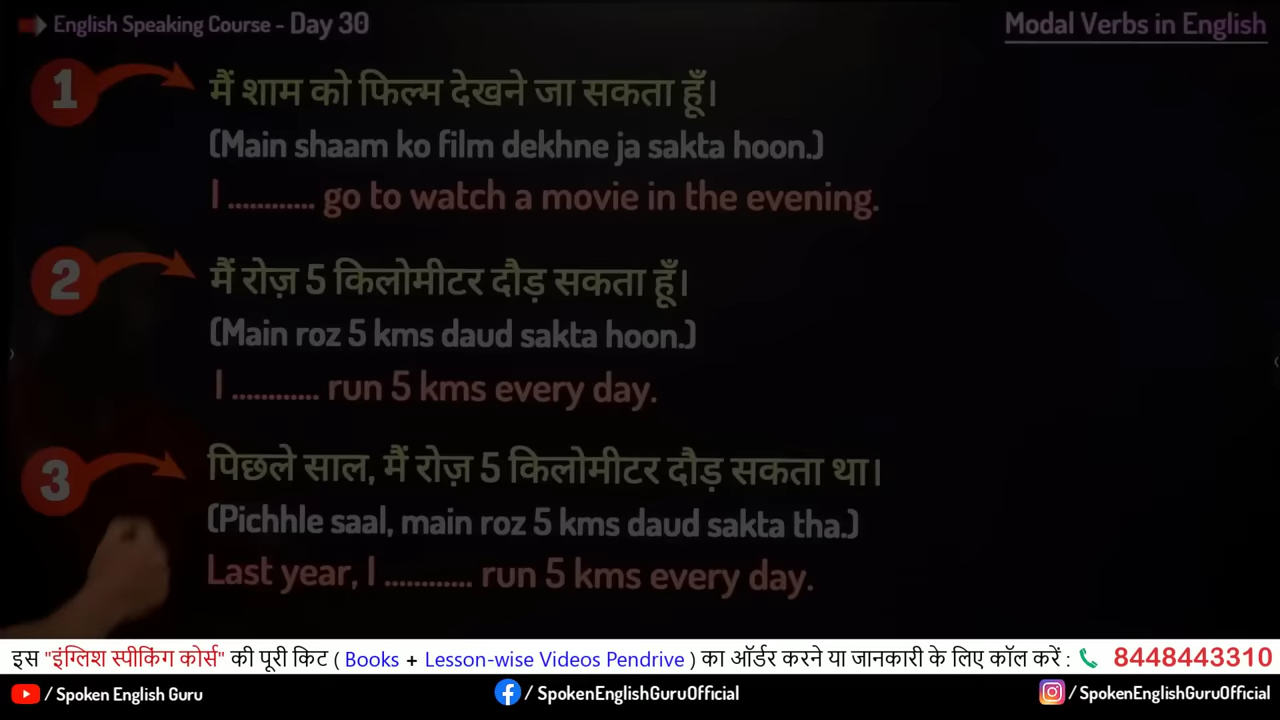 English Speaking Course - Day 30
Modal Verbs in English
1
मैं शाम को फिल्म देखने जा सकता हूँ।
(Main shaam ko film dekhne ja sakta hoon.)
I ............ go to watch a movie in the evening.
2
मैं रोज़ 5 किलोमीटर दौड़ सकता हूँ।
(Main roz 5 kms daud sakta hoon.)
I ............ run 5 kms every day.
3
पिछले साल, मैं रोज़ 5 किलोमीटर दौड़ सकता था।
(Pichhle saal, main roz 5 kms daud sakta tha.)
Last year, I ............ run 5 kms every day.
इस "इंग्लिश स्पीकिंग कोर्स" की पूरी किट ( Books + Lesson-wise Videos Pendrive ) का ऑर्डर करने या जानकारी के लिए कॉल करें : 8448443310
/ Spoken English Guru
/ SpokenEnglishGuruOfficial
/ SpokenEnglishGuruOfficial